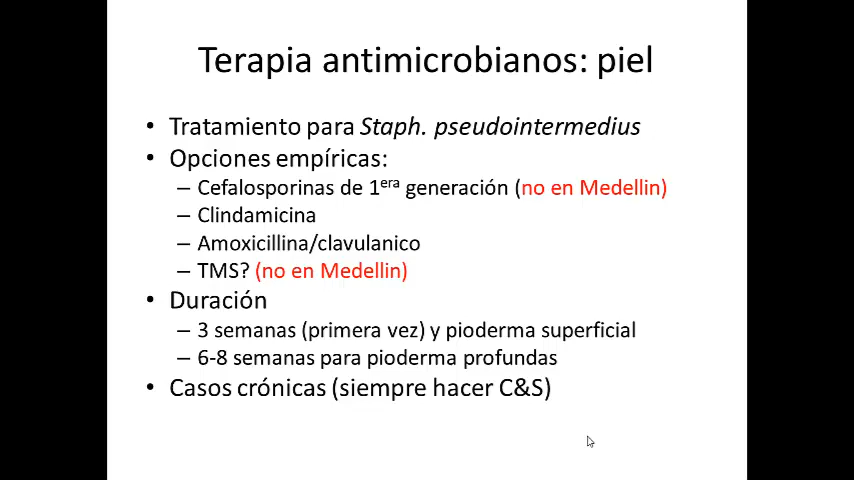 Terapia antimicrobianos: piel
• Tratamiento para Staph. pseudointermedius
• Opciones empíricas:
– Cefalosporinas de 1era generación (no en Medellin)
– Clindamicina
– Amoxicillina/clavulanico
– TMS? (no en Medellin)
• Duración
– 3 semanas (primera vez) y pioderma superficial
– 6-8 semanas para pioderma profundas
• Casos crónicas (siempre hacer C&S)